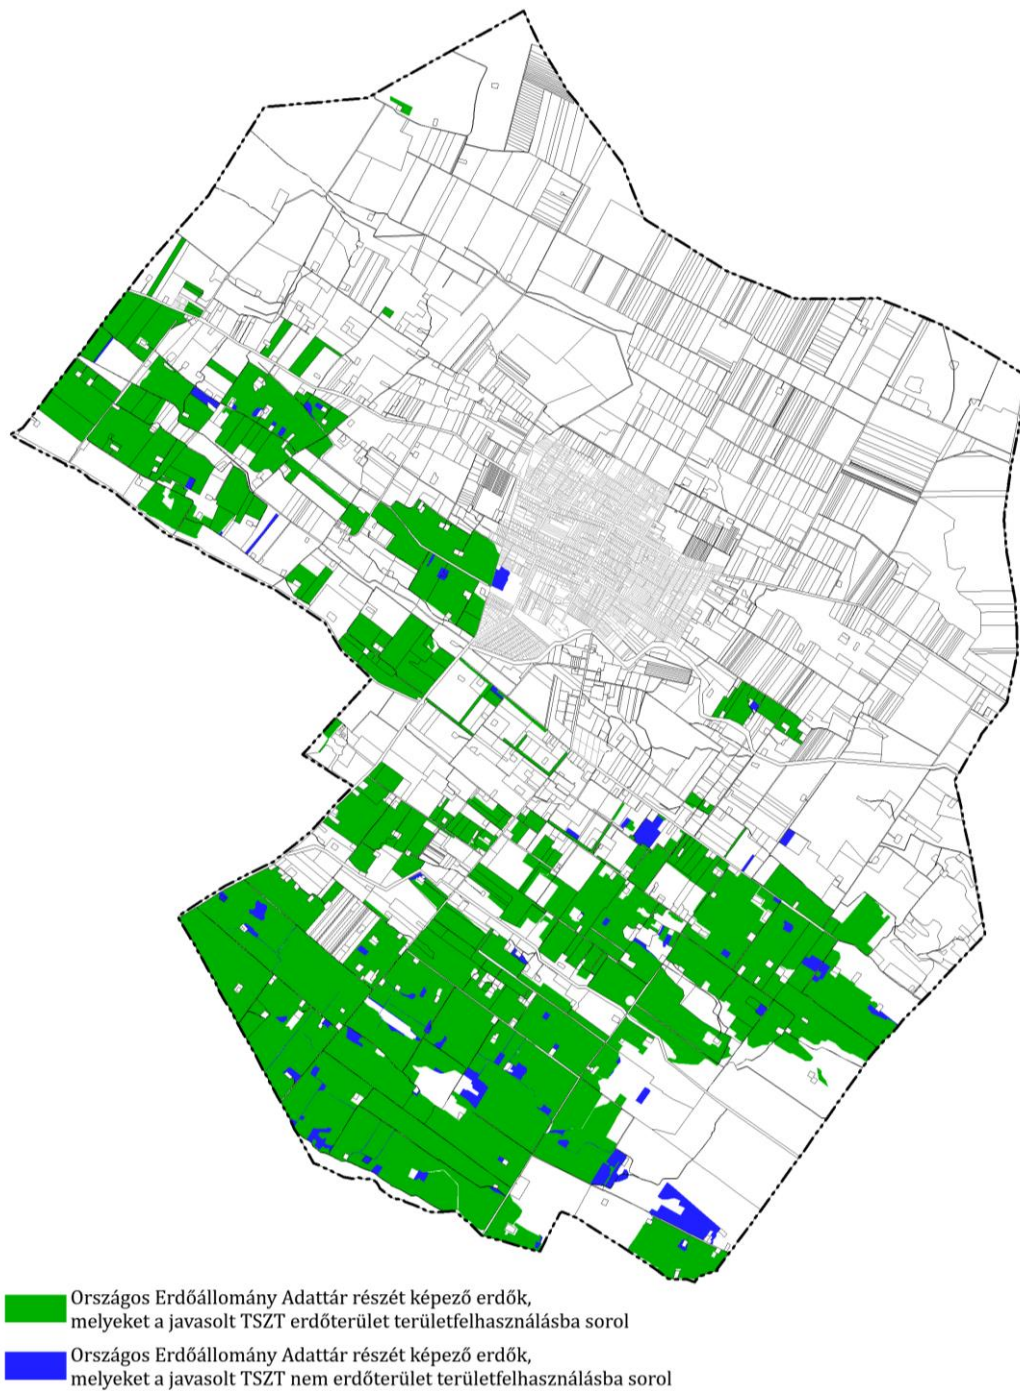 Országos Erdőállomány Adattár részét képező erdők,
melyeket a javasolt TSZT erdőterület területfelhasználásba sorol
Országos Erdőállomány Adattár részét képező erdők,
melyeket a javasolt TSZT nem erdőterület területfelhasználásba sorol